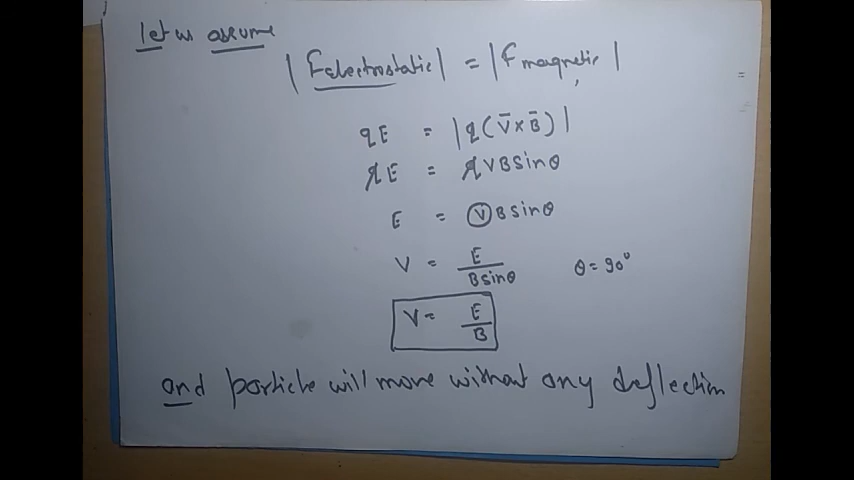 let us assume
|Felectrostatic| = |Fmagnetic|
qE = |q(V̄×B̄)|
qE = qVBsinθ
E = VBsinθ
V = E/Bsinθ θ=90°
V = E/B
and particle will move without any deflection